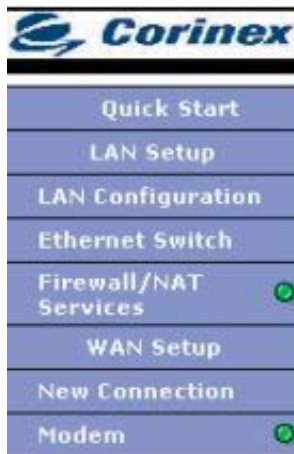 Corinex
Quick Start
LAN Setup
LAN Configuration
Ethernet Switch
Firewall/NAT
Services
WAN Setup
New Connection
Modem